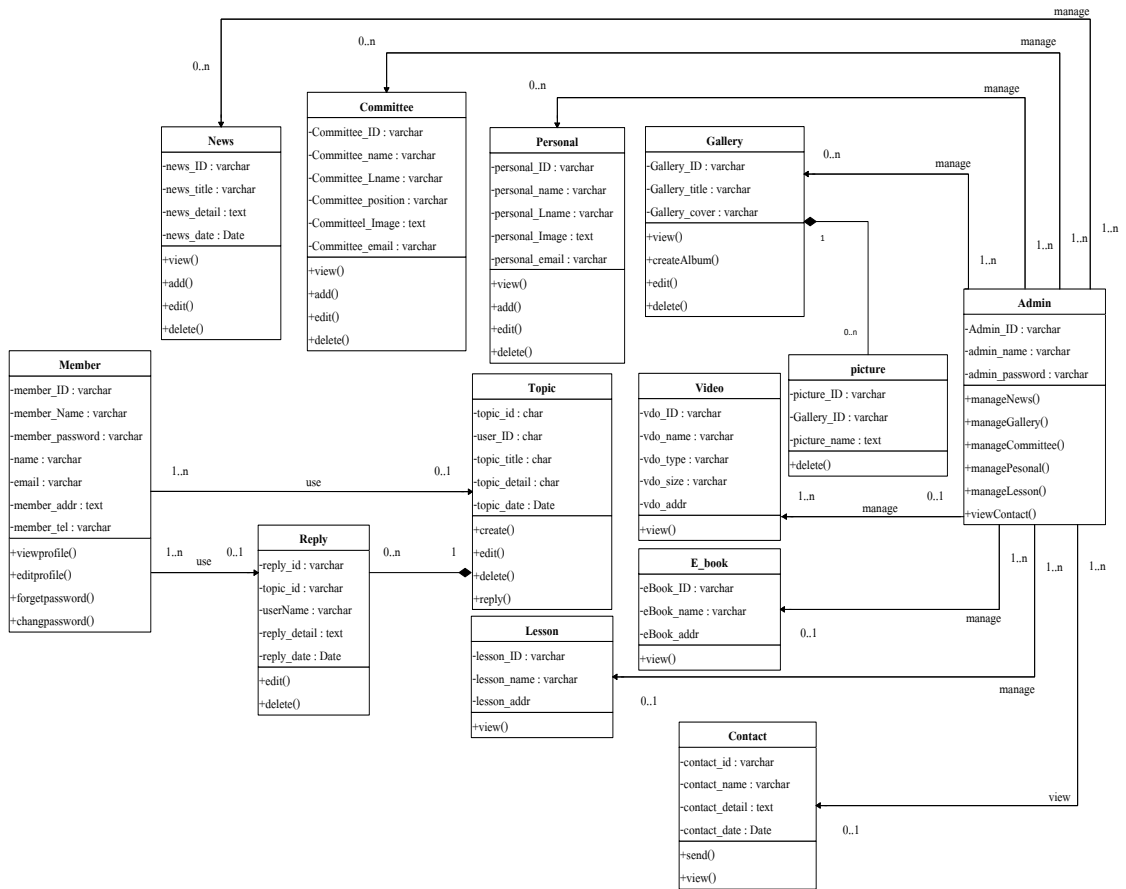 manage
0..n
manage
0..n
0..n
manage
Committee
-Committee_ID : varchar
-Committee_name : varchar
-Committee_Lname : varchar
-Committee_position : varchar
-Committeel_Image : text
-Committee_email : varchar
+view()
+add()
+edit()
+delete()
News
-news_ID : varchar
-news_title : varchar
-news_detail : text
-news_date : Date
+view()
+add()
+edit()
+delete()
Personal
-personal_ID : varchar
-personal_name : varchar
-personal_Lname : varchar
-personal_Image : text
-personal_email : varchar
+view()
+add()
+edit()
+delete()
Gallery
-Gallery_ID : varchar
-Gallery_title : varchar
-Gallery_cover : varchar
+view()
+createAlbum()
+edit()
+delete()
0..n
manage
1
0..n
1..n
1..n
1..n
1..n
Admin
-Admin_ID : varchar
-admin_name : varchar
-admin_password : varchar
+manageNews()
+manageGallery()
+manageCommittee()
+managePesonal()
+manageLesson()
+viewContact()
Member
-member_ID : varchar
-member_Name : varchar
-member_password : varchar
-name : varchar
-email : varchar
-member_addr : text
-member_tel : varchar
+viewprofile()
+editprofile()
+forgetpassword()
+changpassword()
1..n
use
0..1
1..n
use
0..1
Reply
-reply_id : varchar
-topic_id : varchar
-userName : varchar
-reply_detail : text
-reply_date : Date
+edit()
+delete()
0..n
1
Topic
-topic_id : char
-user_ID : char
-topic_title : char
-topic_detail : char
-topic_date : Date
+create()
+edit()
+delete()
+reply()
Video
-vdo_ID : varchar
-vdo_name : varchar
-vdo_type : varchar
-vdo_size : varchar
-vdo_addr
+view()
picture
-picture_ID : varchar
-Gallery_ID : varchar
-picture_name : text
+delete()
1..n
0..1
manage
E_book
-eBook_ID : varchar
-eBook_name : varchar
-eBook_addr
+view()
0..1
manage
1..n
1..n
1..n
Lesson
-lesson_ID : varchar
-lesson_name : varchar
-lesson_addr
+view()
0..1
manage
Contact
-contact_id : varchar
-contact_name : varchar
-contact_detail : text
-contact_date : Date
+send()
+view()
view
0..1